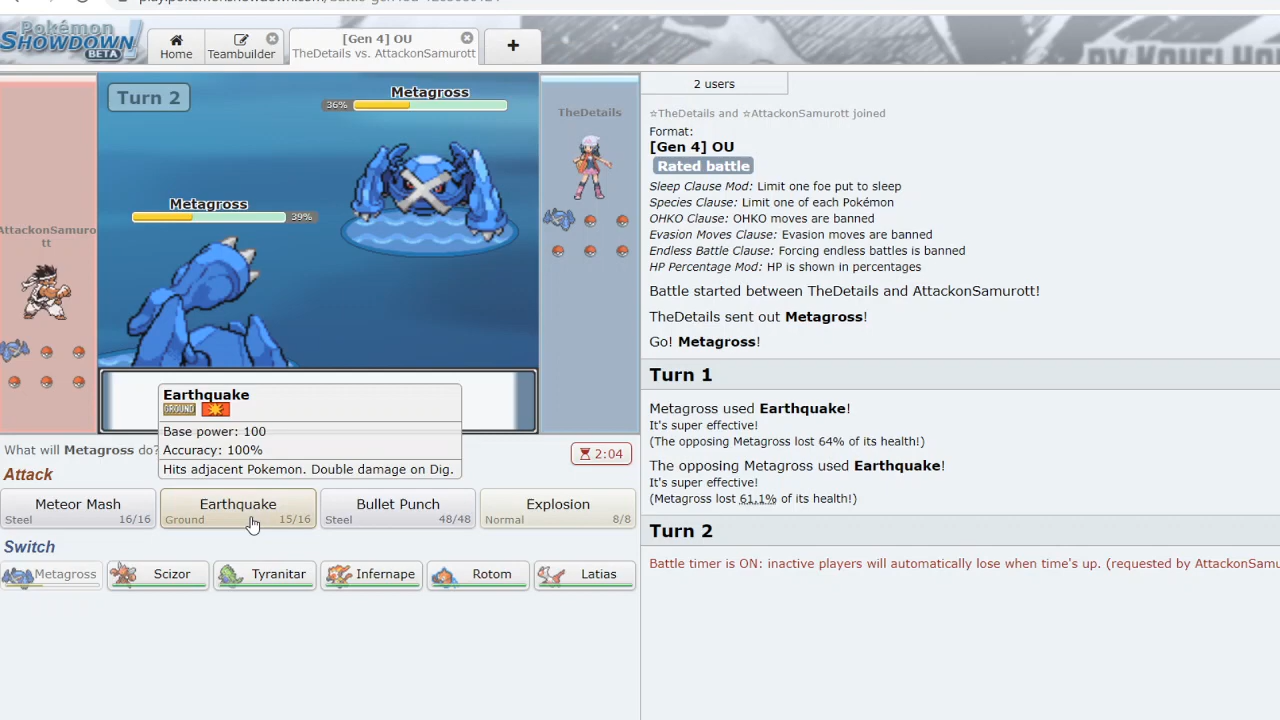 Pokémon
SHOWDOWN
BETA
Home
Teambuilder
[Gen 4] OU
TheDetails vs. AttackonSamurott
+
Turn 2
Metagross
36%
Metagross
39%
AttackonSamuro
tt
TheDetails
Earthquake
GROUND
Base power: 100
Accuracy: 100%
Hits adjacent Pokemon. Double damage on Dig.
What will Metagross do?
2:04
Attack
Meteor Mash
Steel 16/16
Earthquake
Ground 15/16
Bullet Punch
Steel 48/48
Explosion
Normal 8/8
Switch
Metagross
Scizor
Tyranitar
Infernape
Rotom
Latias
2 users
☆TheDetails and ☆AttackonSamurott joined
Format:
[Gen 4] OU
Rated battle
Sleep Clause Mod: Limit one foe put to sleep
Species Clause: Limit one of each Pokémon
OHKO Clause: OHKO moves are banned
Evasion Moves Clause: Evasion moves are banned
Endless Battle Clause: Forcing endless battles is banned
HP Percentage Mod: HP is shown in percentages
Battle started between TheDetails and AttackonSamurott!
TheDetails sent out Metagross!
Go! Metagross!
Turn 1
Metagross used Earthquake!
It's super effective!
(The opposing Metagross lost 64% of its health!)
The opposing Metagross used Earthquake!
It's super effective!
(Metagross lost 61.1% of its health!)
Turn 2
Battle timer is ON: inactive players will automatically lose when time's up. (requested by AttackonSamu